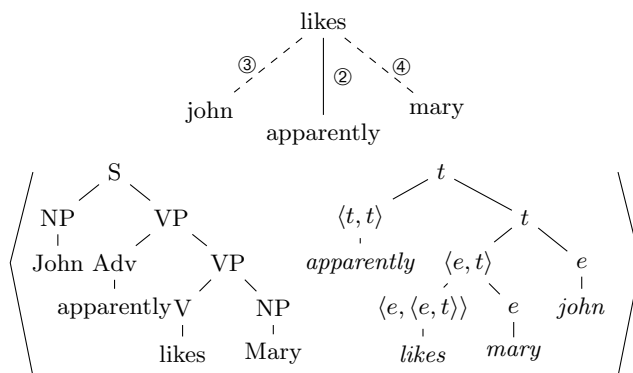 likes
③ ② ④
john apparently mary
S t
NP VP ⟨t, t⟩ t
John Adv VP apparently ⟨e, t⟩ e
apparently V NP ⟨e, ⟨e, t⟩⟩ e john
likes Mary likes mary